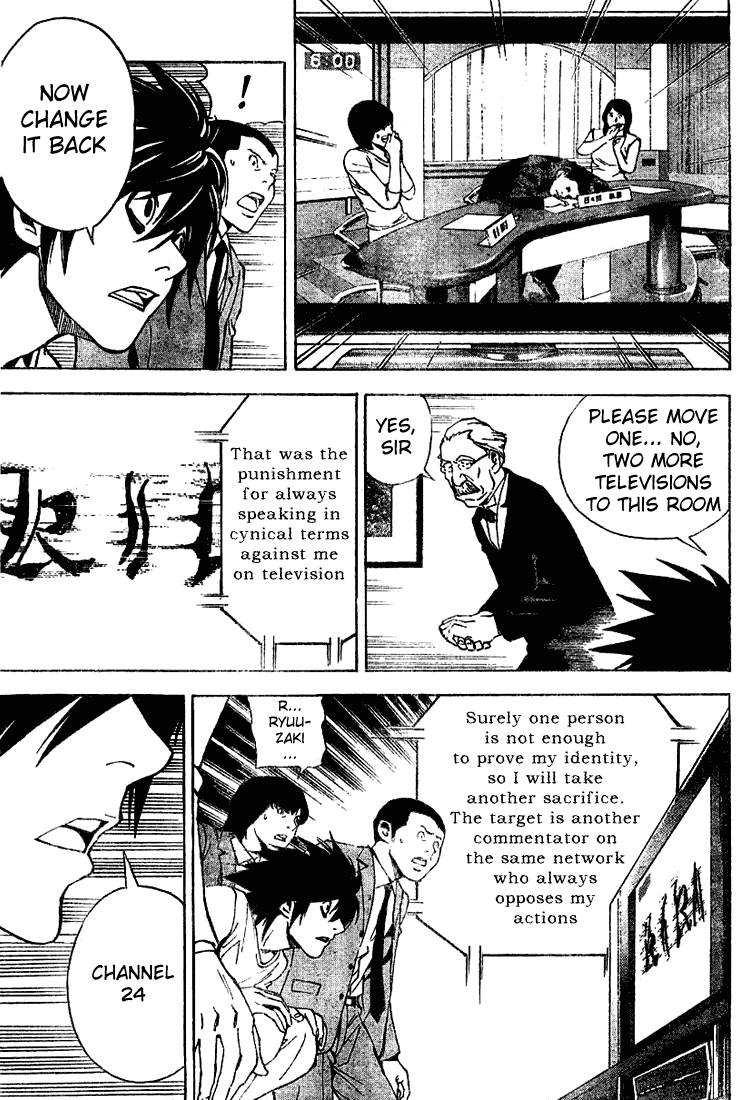 6:00
!
NOW
CHANGE
IT BACK
PLEASE MOVE
ONE... NO,
TWO MORE
TELEVISIONS
TO THIS ROOM
YES,
SIR
That was the
punishment
for always
speaking in
cynical terms
against me
on television
KIRA
Surely one person
is not enough
to prove my identity,
so I will take
another sacrifice.
The target is another
commentator on
the same network
who always
opposes my
actions
R...
RYUU-
ZAKI
...
CHANNEL
24